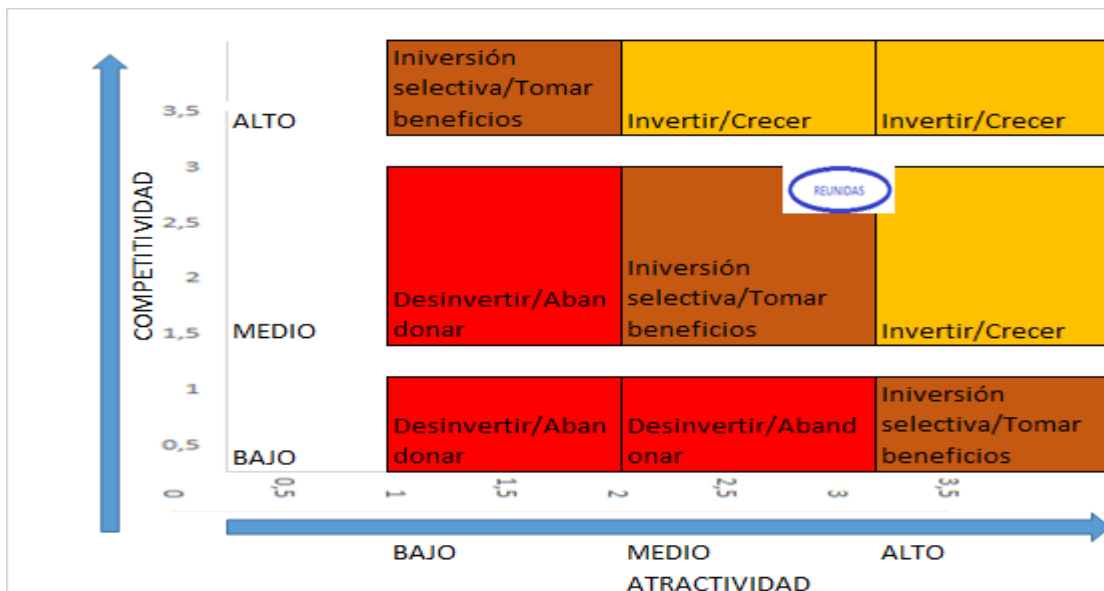 COMPETITIVIDAD
3,5
3
2,5
2
1,5
1
0,5
0
ALTO
Iniversión
selectiva/Tomar
beneficios
Invertir/Crecer
Invertir/Crecer
REUNIDAS
MEDIO
Desinvertir/Aban
donar
Iniversión
selectiva/Tomar
beneficios
Invertir/Crecer
BAJO
Desinvertir/Aban
donar
Desinvertir/Aband
onar
Iniversión
selectiva/Tomar
beneficios
0,5
1
1,5
2
2,5
3
3,5
BAJO
MEDIO
ALTO
ATRACTIVIDAD